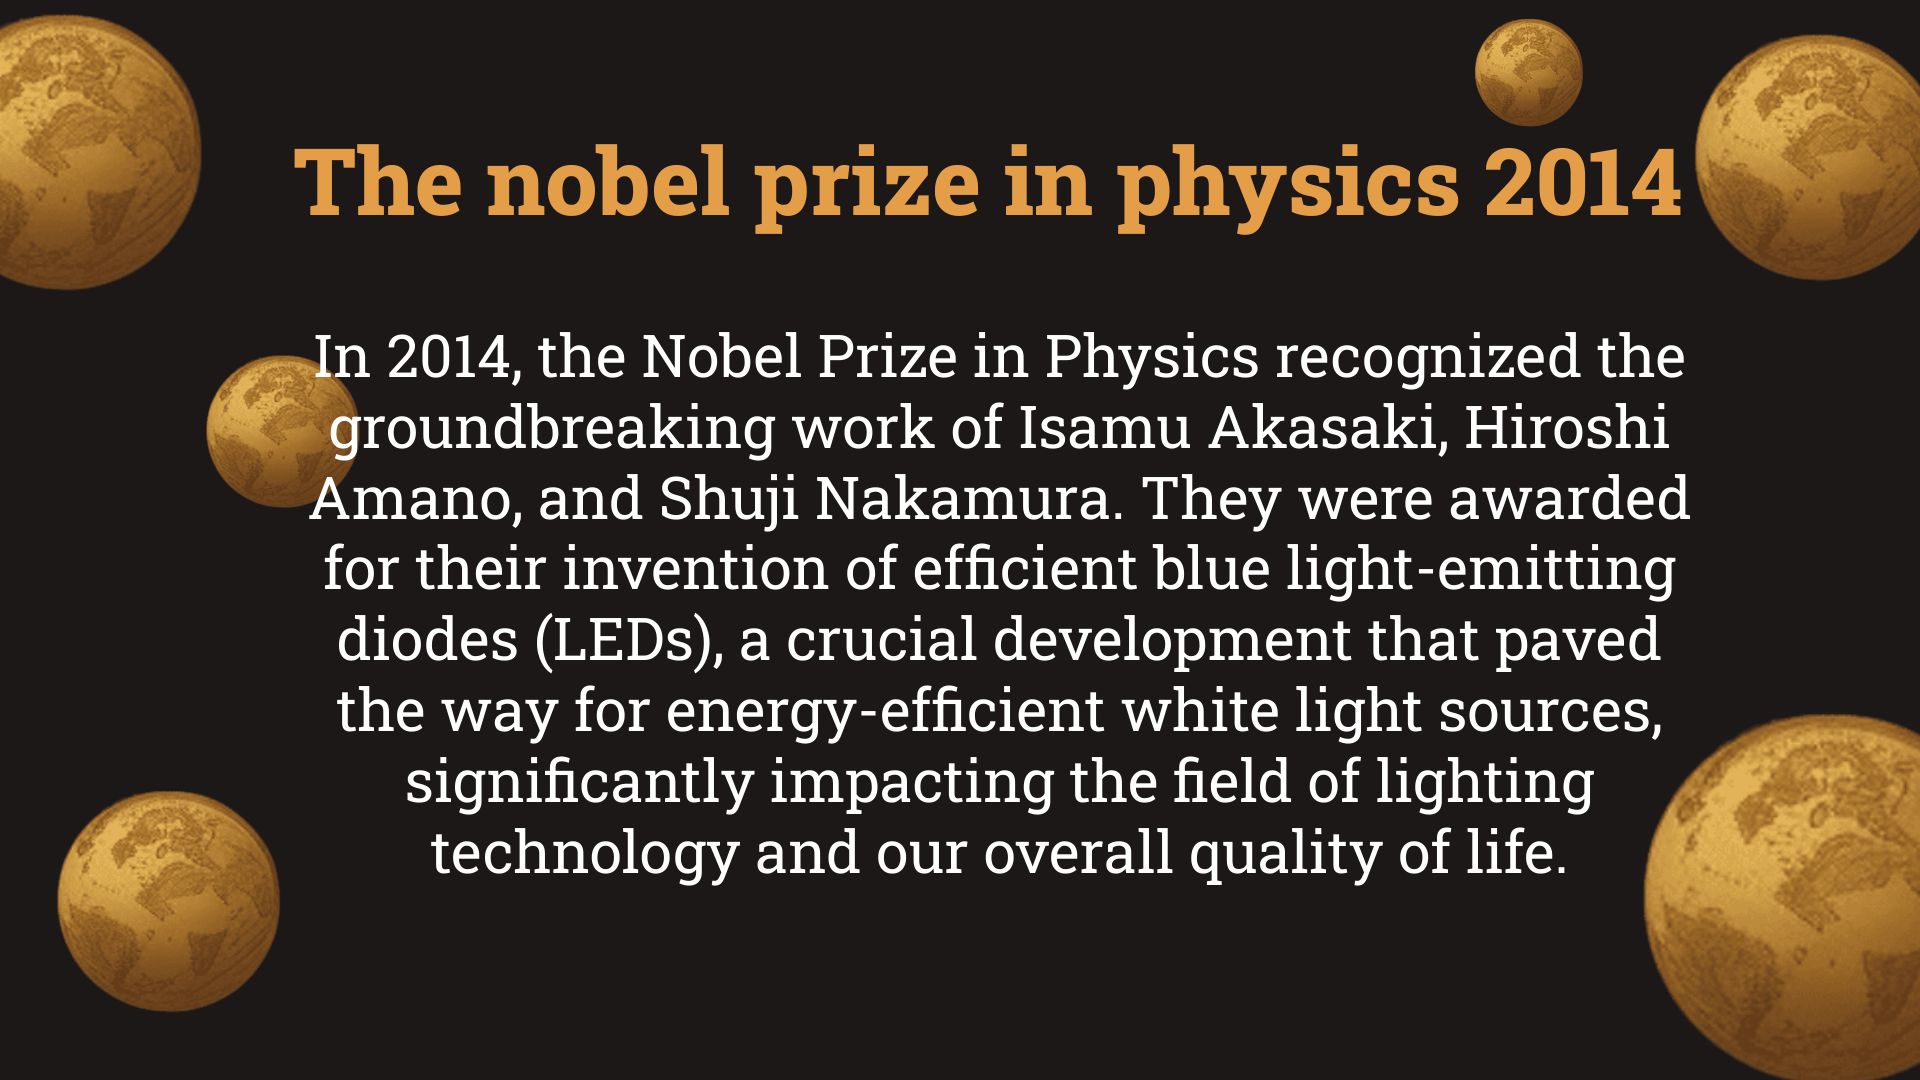 The nobel prize in physics 2014
In 2014, the Nobel Prize in Physics recognized the
groundbreaking work of Isamu Akasaki, Hiroshi
Amano, and Shuji Nakamura. They were awarded
for their invention of efficient blue light-emitting
diodes (LEDs), a crucial development that paved
the way for energy-efficient white light sources,
significantly impacting the field of lighting
technology and our overall quality of life.